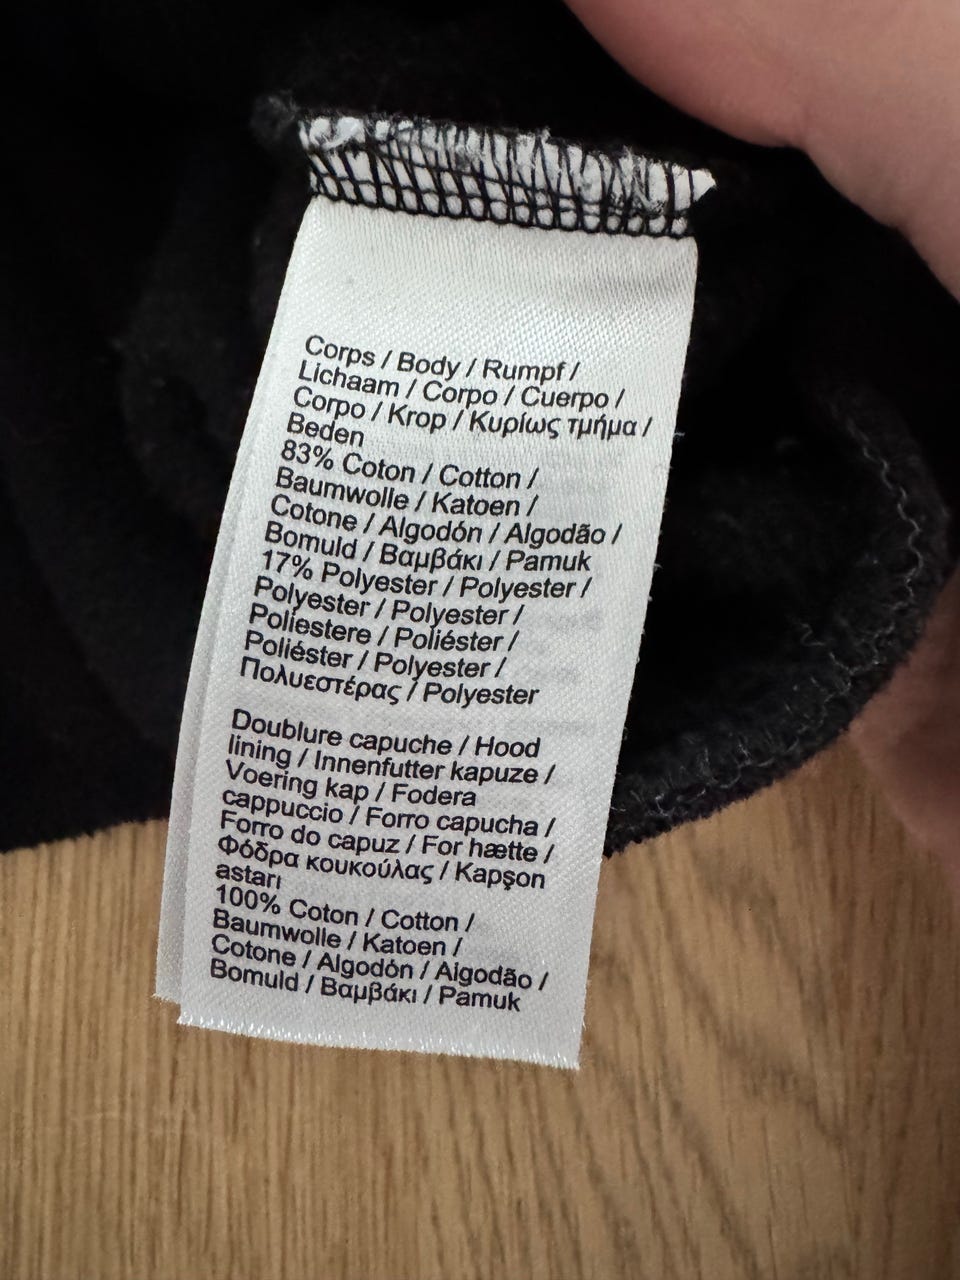 Corps / Body / Rumpf /
Lichaam / Corpo / Cuerpo /
Corpo / Krop / Κυρίως τμήμα /
Beden
83% Coton / Cotton /
Baumwolle / Katoen /
Cotone / Algodón / Algodão /
Bomuld / Βαμβάκι / Pamuk
17% Polyester / Polyester /
Polyester / Polyester /
Poliestere / Poliéster /
Poliéster / Polyester /
Πολυεστέρας / Polyester
Doublure capuche / Hood
lining / Innenfutter kapuze /
Voering kap / Fodera
cappuccio / Forro capucha /
Forro do capuz / For hætte /
Φόδρα κουκούλας / Kapşon
astarı
100% Coton / Cotton /
Baumwolle / Katoen /
Cotone / Algodón / Algodão /
Bomuld / Βαμβάκι / Pamuk